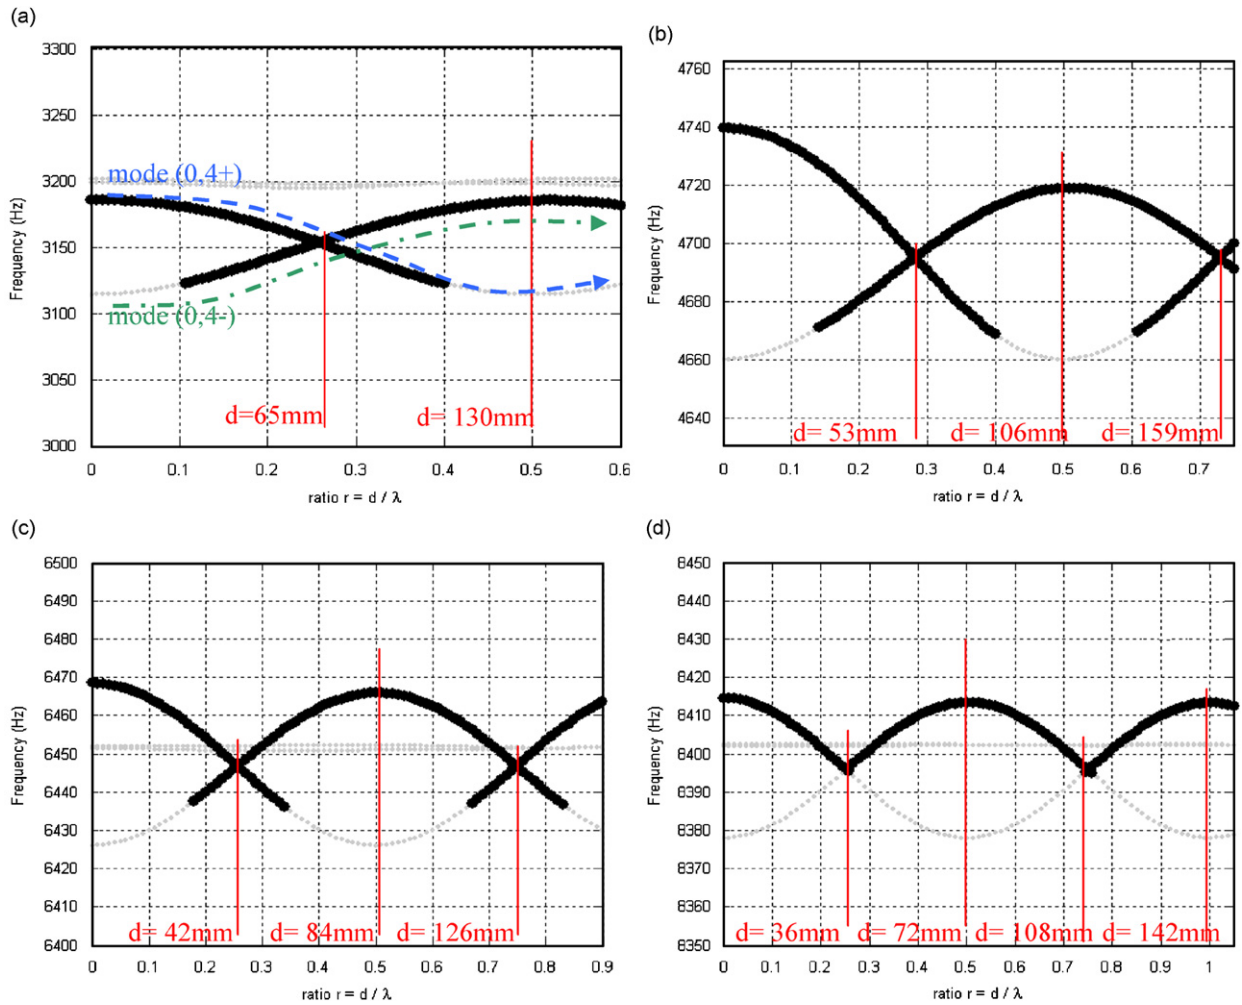 (a)
3300
3250
3200
3150
3100
3050
3000
Frequency (Hz)
mode (0,4+)
mode (0,4-)
d=65mm
d= 130mm
0 0.1 0.2 0.3 0.4 0.5 0.6
ratio r = d / λ
(b)
4760
4740
4720
4700
4680
4660
4640
Frequency (Hz)
d= 53mm
d= 106mm
d= 159mm
0 0.1 0.2 0.3 0.4 0.5 0.6 0.7
ratio r = d / λ
(c)
6500
6490
6480
6470
6460
6450
6440
6430
6420
6410
6400
Frequency (Hz)
d= 42mm
d= 84mm
d= 126mm
0 0.1 0.2 0.3 0.4 0.5 0.6 0.7 0.8 0.9
ratio r = d / λ
(d)
8450
8440
8430
8420
8410
8400
8390
8380
8370
8360
8350
Frequency (Hz)
d= 36mm
d= 72mm
d= 108mm
d= 142mm
0 0.1 0.2 0.3 0.4 0.5 0.6 0.7 0.8 0.9 1
ratio r = d / λ